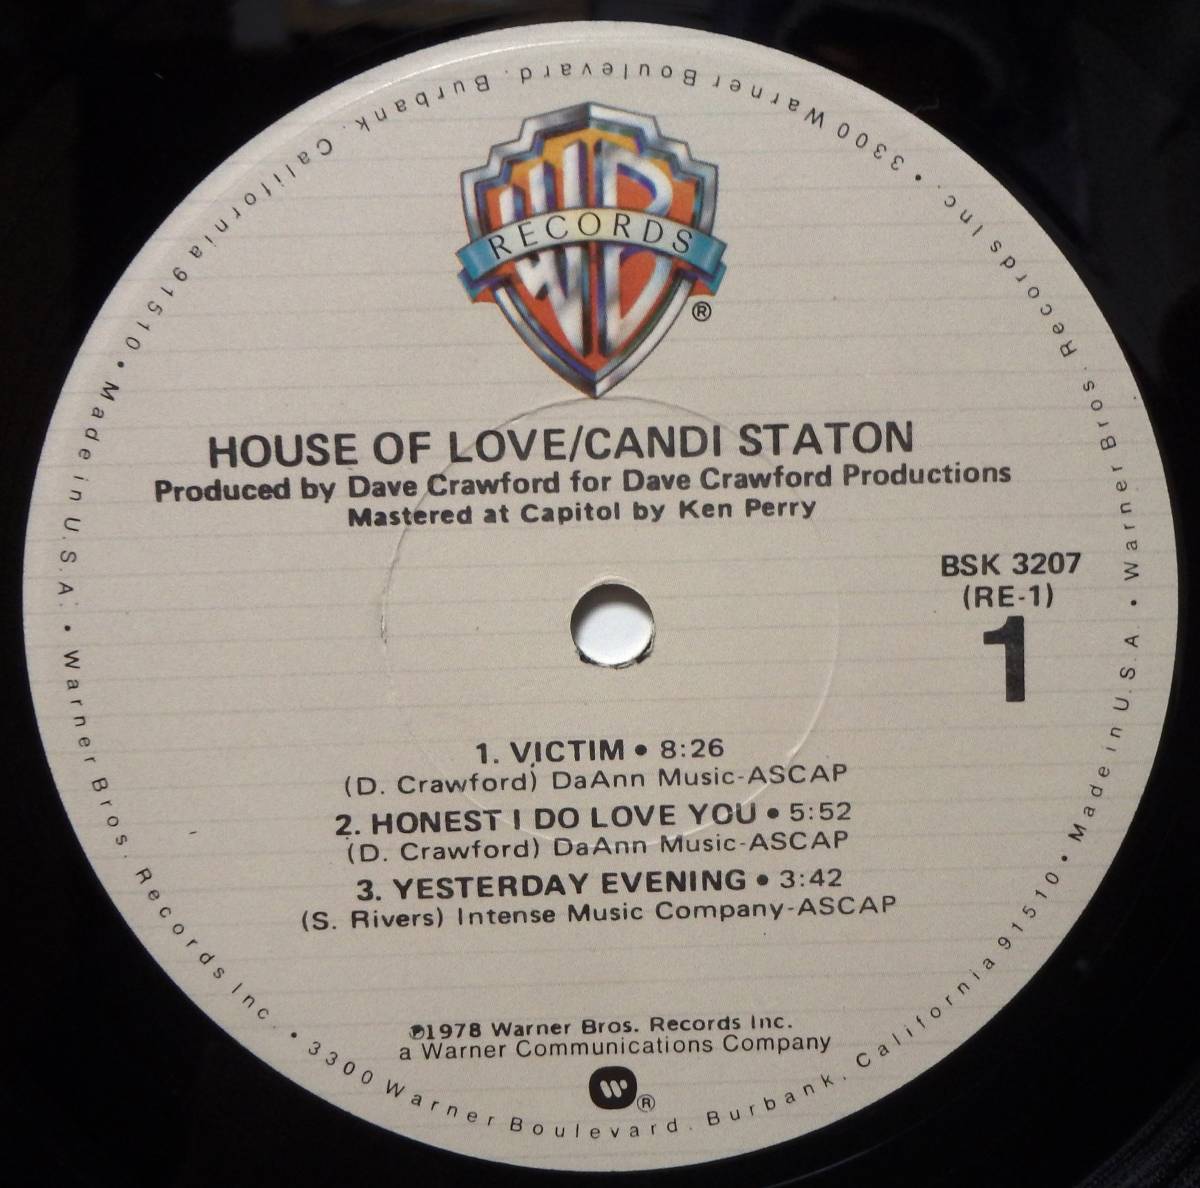 WB
RECORDS
®
HOUSE OF LOVE/CANDI STATON
Produced by Dave Crawford for Dave Crawford Productions
Mastered at Capitol by Ken Perry
BSK 3207
(RE-1)
1
1. VICTIM • 8:26
(D. Crawford) DaAnn Music-ASCAP
2. HONEST I DO LOVE YOU • 5:52
(D. Crawford) DaAnn Music-ASCAP
3. YESTERDAY EVENING • 3:42
(S. Rivers) Intense Music Company-ASCAP
℗1978 Warner Bros. Records Inc.
a Warner Communications Company
W®
Warner Bros. Records Inc. • 3300 Warner Boulevard. Burbank. California 91510 • Made in U.S.A. • Warner Bros. Records Inc. • 3300 Warner Boulevard. Burbank. California 91510 • Made in U.S.A. •